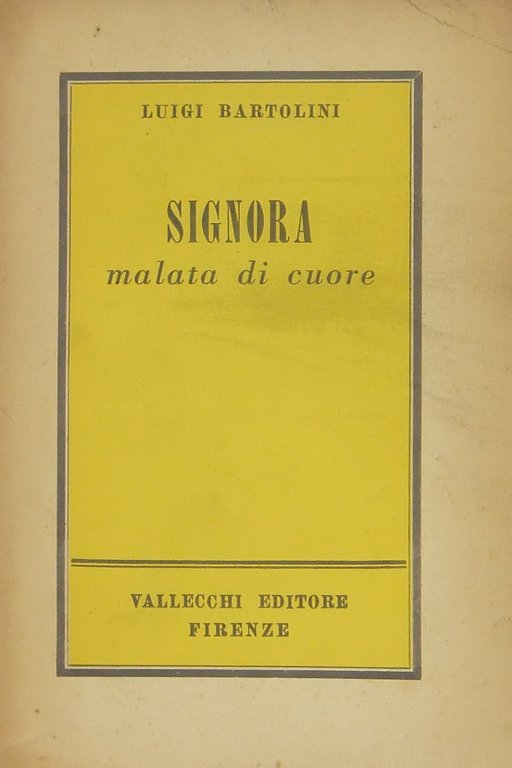 LUIGI BARTOLINI
SIGNORA
malata di cuore
VALLECCHI EDITORE
FIRENZE